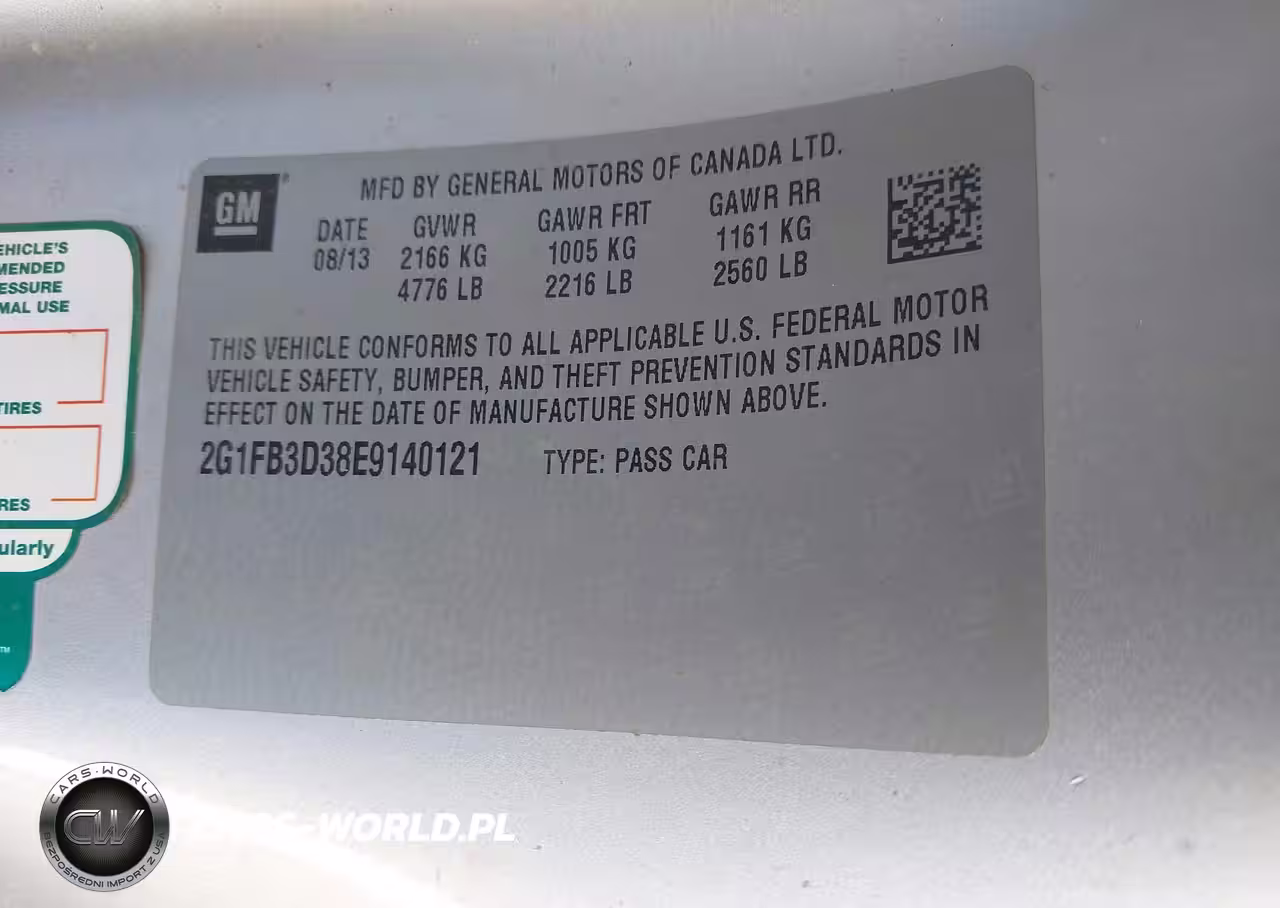 GM
MFD BY GENERAL MOTORS OF CANADA LTD.
DATE GVWR GAWR FRT GAWR RR
08/13 2166 KG 1005 KG 1161 KG
4776 LB 2216 LB 2560 LB
THIS VEHICLE CONFORMS TO ALL APPLICABLE U.S. FEDERAL MOTOR
VEHICLE SAFETY, BUMPER, AND THEFT PREVENTION STANDARDS IN
EFFECT ON THE DATE OF MANUFACTURE SHOWN ABOVE.
2G1FB3D38E9140121 TYPE: PASS CAR
EHICLE'S
MENDED
ESSURE
MAL USE
TIRES
RES
ularly
TM
CARS-WORLD
CW
BEZPOŚREDNI IMPORT Z USA
-WORLD.PL